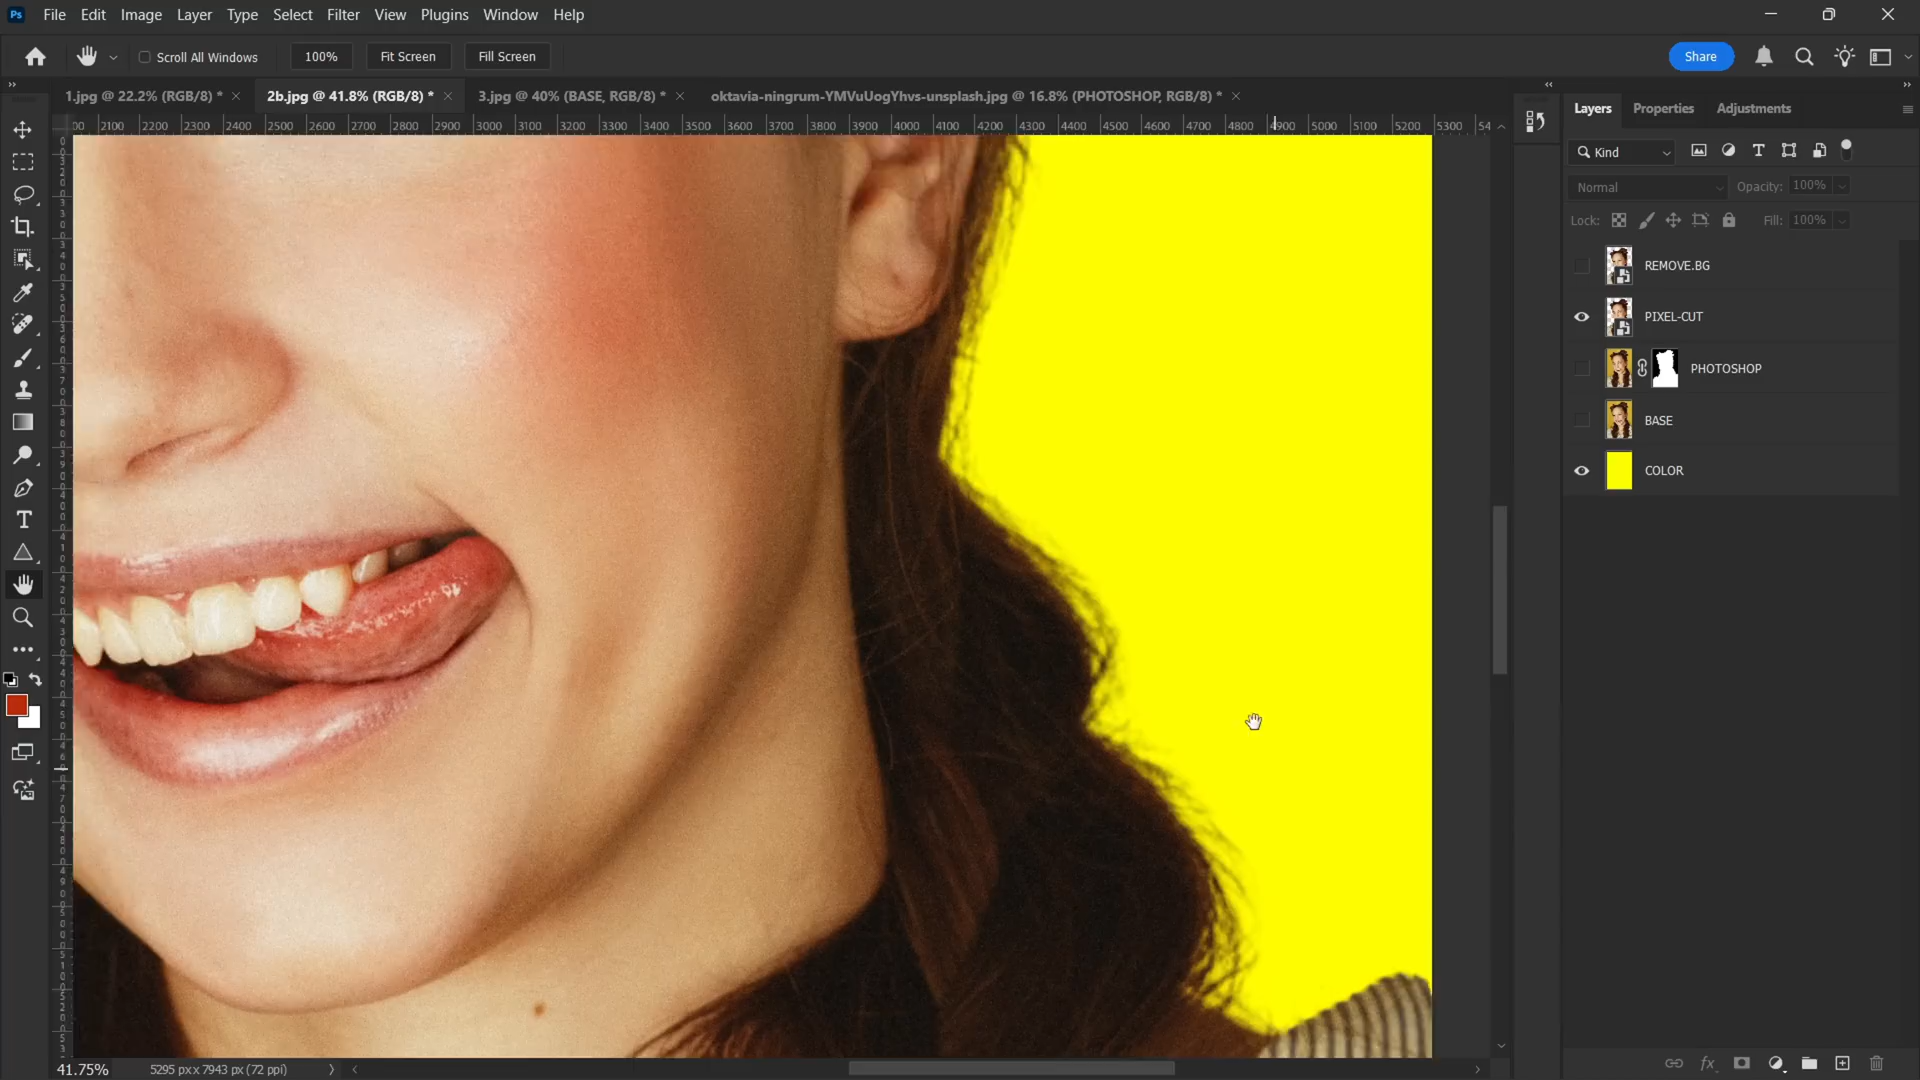 Ps File Edit Image Layer Type Select Filter View Plugins Window Help
Scroll All Windows 100% Fit Screen Fill Screen Share
1.jpg @ 22.2% (RGB/8) * × 2b.jpg @ 41.8% (RGB/8) * × 3.jpg @ 40% (BASE, RGB/8) * × oktavia-ningrum-YMVuUogYhvs-unsplash.jpg @ 16.8% (PHOTOSHOP, RGB/8) * ×
Layers Properties Adjustments
00 2100 2200 2300 2400 2500 2600 2700 2800 2900 3000 3100 3200 3300 3400 3500 3600 3700 3800 3900 4000 4100 4200 4300 4400 4500 4600 4700 4800 4900 5000 5100 5200 5300 54
Kind
Normal Opacity: 100%
Lock: Fill: 100%
REMOVE.BG
PIXEL-CUT
PHOTOSHOP
BASE
COLOR
T
fx
41.75% 5295 px x 7943 px (72 ppi)